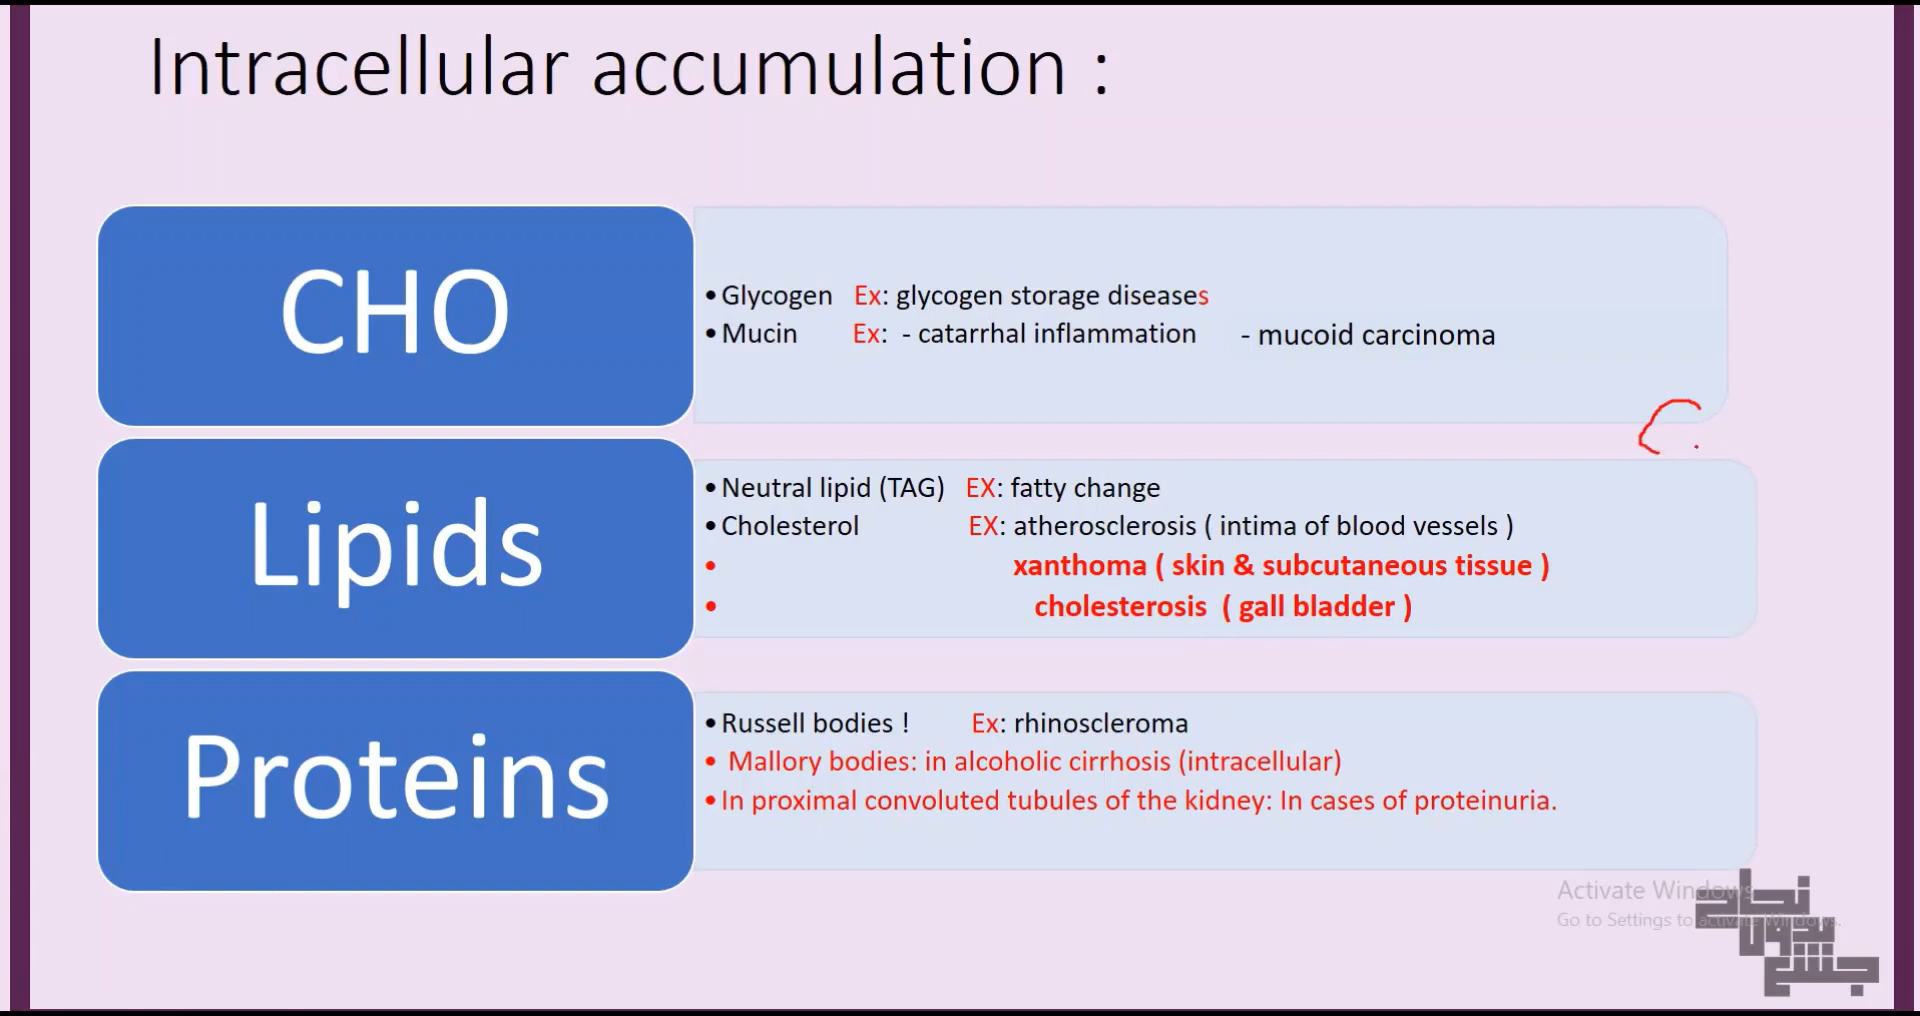 Intracellular accumulation :
CHO
•Glycogen Ex: glycogen storage diseases
•Mucin Ex: - catarrhal inflammation - mucoid carcinoma
Lipids
•Neutral lipid (TAG) EX: fatty change
•Cholesterol EX: atherosclerosis ( intima of blood vessels )
• xanthoma ( skin & subcutaneous tissue )
• cholesterosis ( gall bladder )
Proteins
•Russell bodies ! Ex: rhinoscleroma
• Mallory bodies: in alcoholic cirrhosis (intracellular)
•In proximal convoluted tubules of the kidney: In cases of proteinuria.
Activate Windows
Go to Settings to activate Windows.
نجاح
بدون